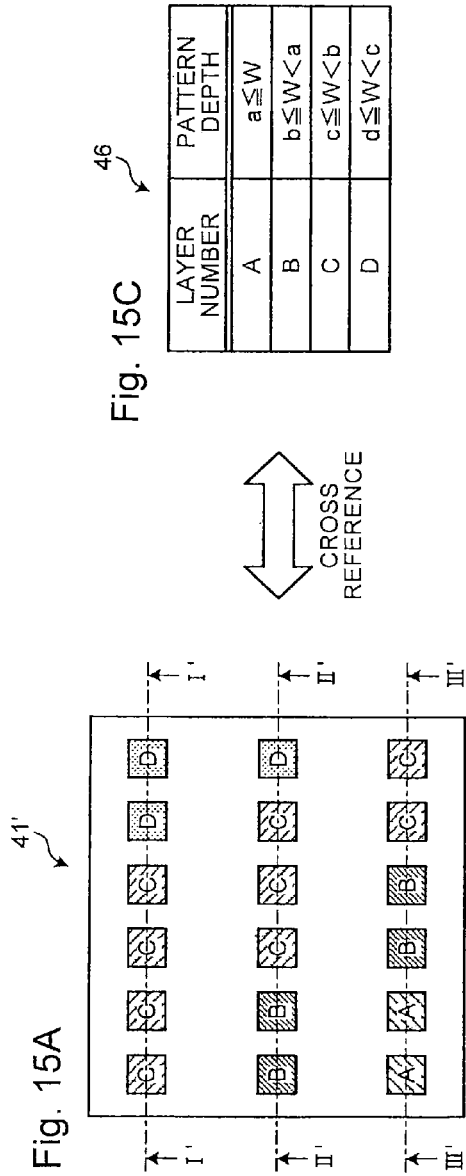 Fig. 15A
41'
I' I'
C C C C D D
II' II'
B B C C C D
III' III'
A A B B C C
CROSS
REFERENCE
Fig. 15C
46
LAYER NUMBER PATTERN DEPTH
A a≦W
B b≦W<a
C c≦W<b
D d≦W<c